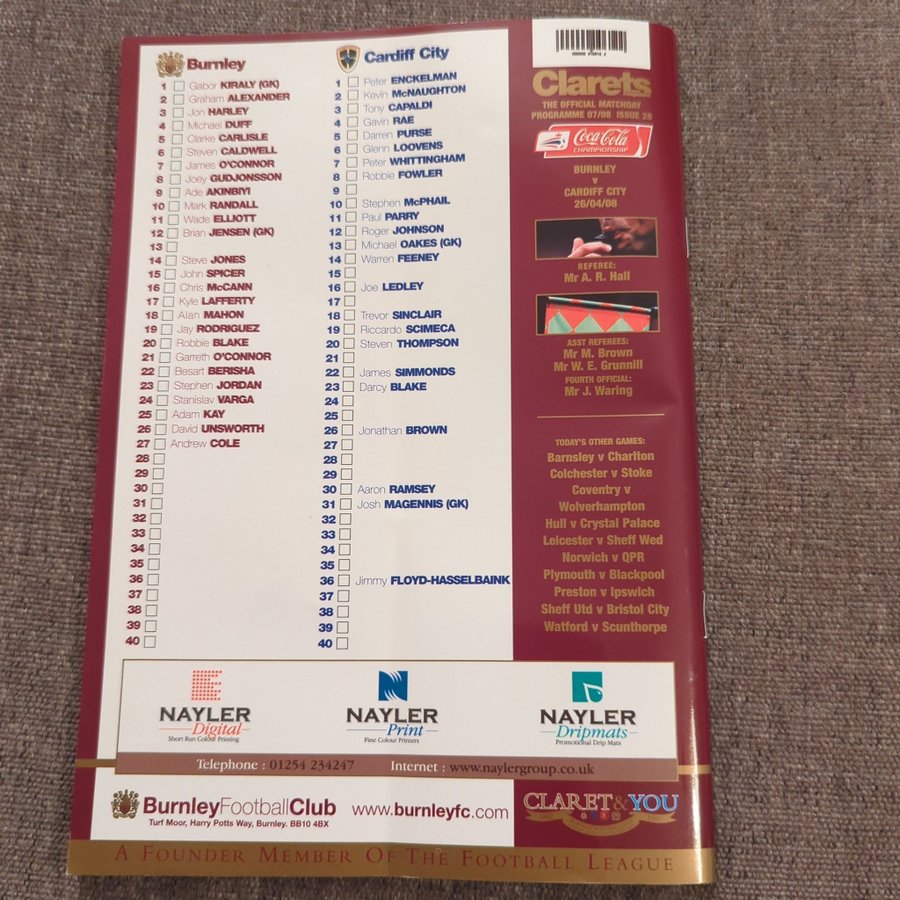 Burnley
1 Gabor KIRALY (GK)
2 Graham ALEXANDER
3 Jon HARLEY
4 Michael DUFF
5 Clarke CARLISLE
6 Steven CALDWELL
7 James O'CONNOR
8 Joey GUDJONSSON
9 Ade AKINBIYI
10 Mark RANDALL
11 Wade ELLIOTT
12 Brian JENSEN (GK)
13
14 Steve JONES
15 John SPICER
16 Chris McCANN
17 Kyle LAFFERTY
18 Alan MAHON
19 Jay RODRIGUEZ
20 Robbie BLAKE
21 Garreth O'CONNOR
22 Besart BERISHA
23 Stephen JORDAN
24 Stanislav VARGA
25 Adam KAY
26 David UNSWORTH
27 Andrew COLE
28
29
30
31
32
33
34
35
36
37
38
39
40
Cardiff City
1 Peter ENCKELMAN
2 Kevin McNAUGHTON
3 Tony CAPALDI
4 Gavin RAE
5 Darren PURSE
6 Glenn LOOVENS
7 Peter WHITTINGHAM
8 Robbie FOWLER
9
10 Stephen McPHAIL
11 Paul PARRY
12 Roger JOHNSON
13 Michael OAKES (GK)
14 Warren FEENEY
15
16 Joe LEDLEY
17
18 Trevor SINCLAIR
19 Riccardo SCIMECA
20 Steven THOMPSON
21
22 James SIMMONDS
23 Darcy BLAKE
24
25
26 Jonathan BROWN
27
28
29
30 Aaron RAMSEY
31 Josh MAGENNIS (GK)
32
33
34
35
36 Jimmy FLOYD-HASSELBAINK
37
38
39
40
Clarets
THE OFFICIAL MATCHDAY
PROGRAMME 07/08 ISSUE 28
Coca-Cola
CHAMPIONSHIP
BURNLEY
v
CARDIFF CITY
26/04/08
REFEREE:
Mr A. R. Hall
ASST REFEREES:
Mr M. Brown
Mr W. E. Grunnill
FOURTH OFFICIAL:
Mr J. Waring
TODAY'S OTHER GAMES:
Barnsley v Charlton
Colchester v Stoke
Coventry v
Wolverhampton
Hull v Crystal Palace
Leicester v Sheff Wed
Norwich v QPR
Plymouth v Blackpool
Preston v Ipswich
Sheff Utd v Bristol City
Watford v Scunthorpe
NAYLER
Digital
Short Run Colour Printing
NAYLER
Print
Fine Colour Printers
NAYLER
Dripmats
Promotional Drip Mats
Telephone : 01254 234247 Internet : www.naylergroup.co.uk
BurnleyFootballClub www.burnleyfc.com
Turf Moor, Harry Potts Way, Burnley. BB10 4BX
CLARET&YOU
A FOUNDER MEMBER OF THE FOOTBALL LEAGUE